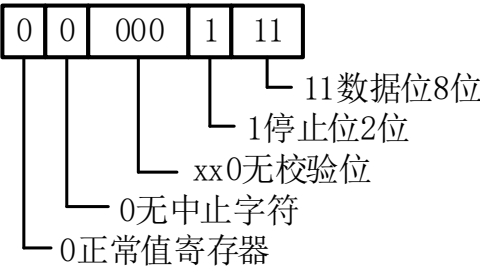 0 0 000 1 11
11数据位8位
1停止位2位
xx0无校验位
0无中止字符
0正常值寄存器